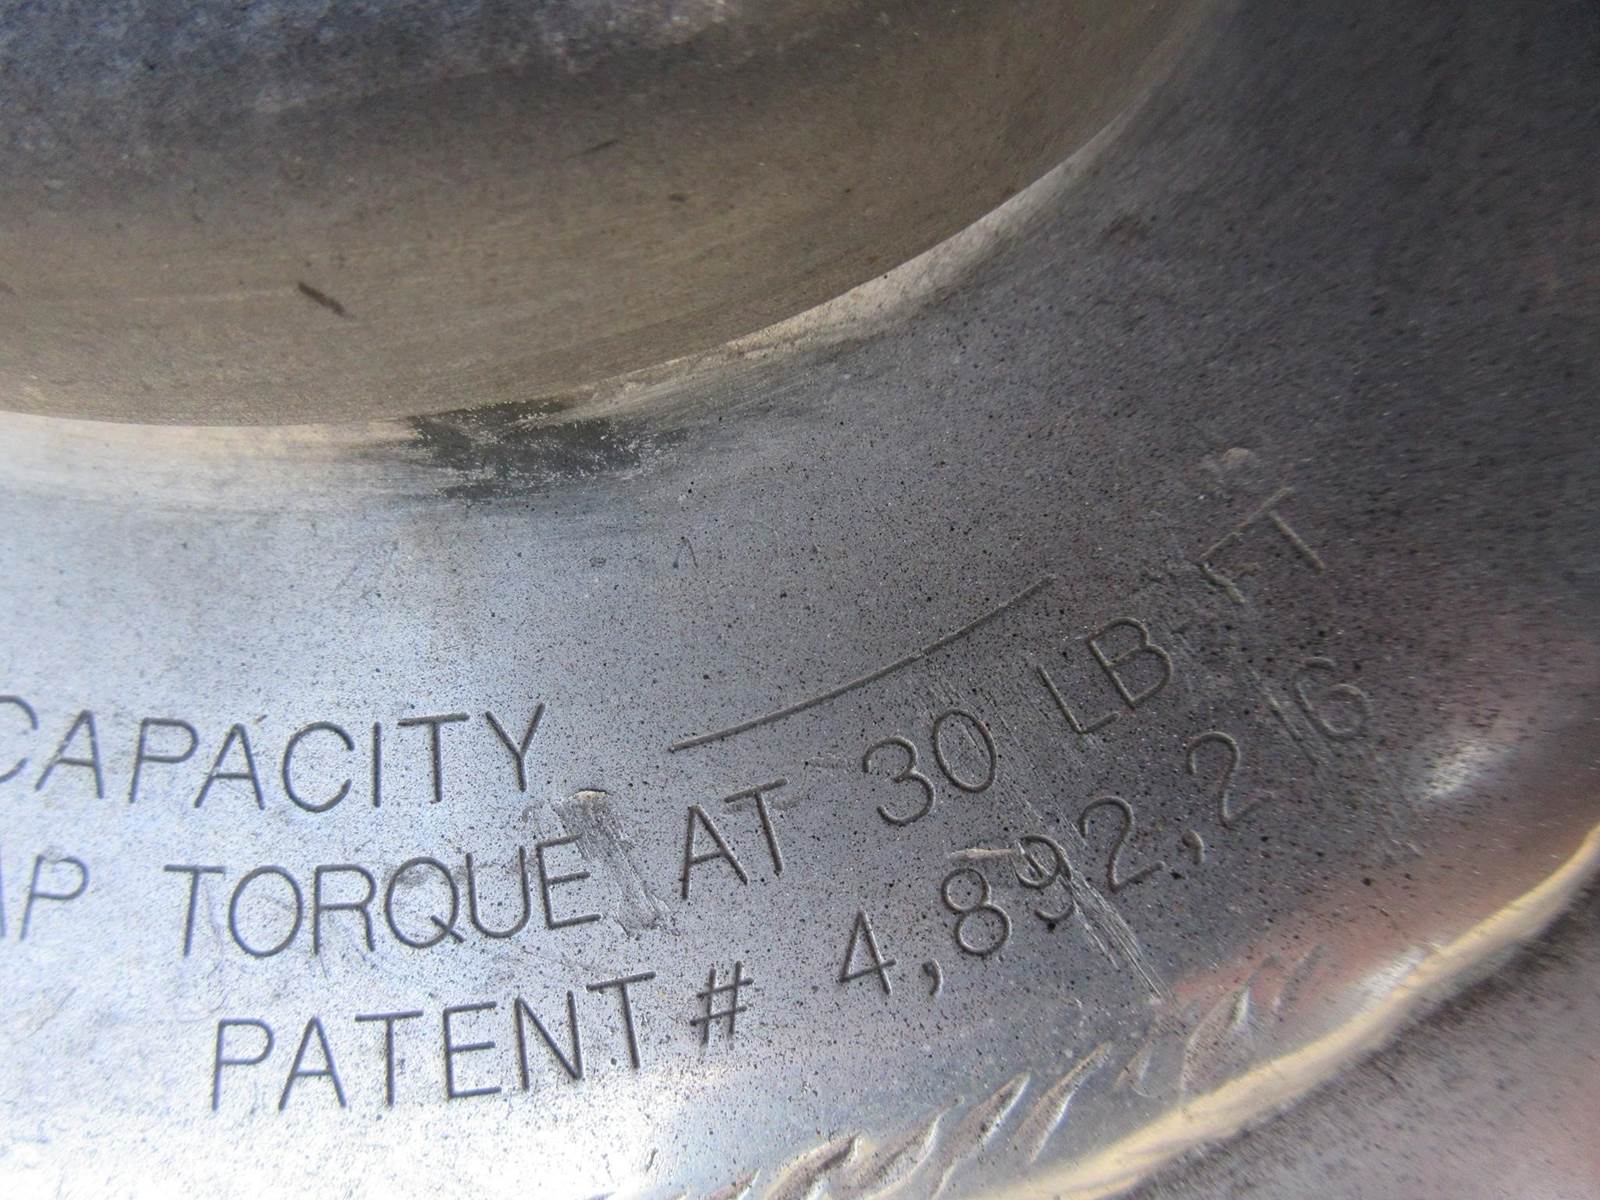 CAPACITY
TORQUE AT 30 LB-FT
PATENT # 4,892,216